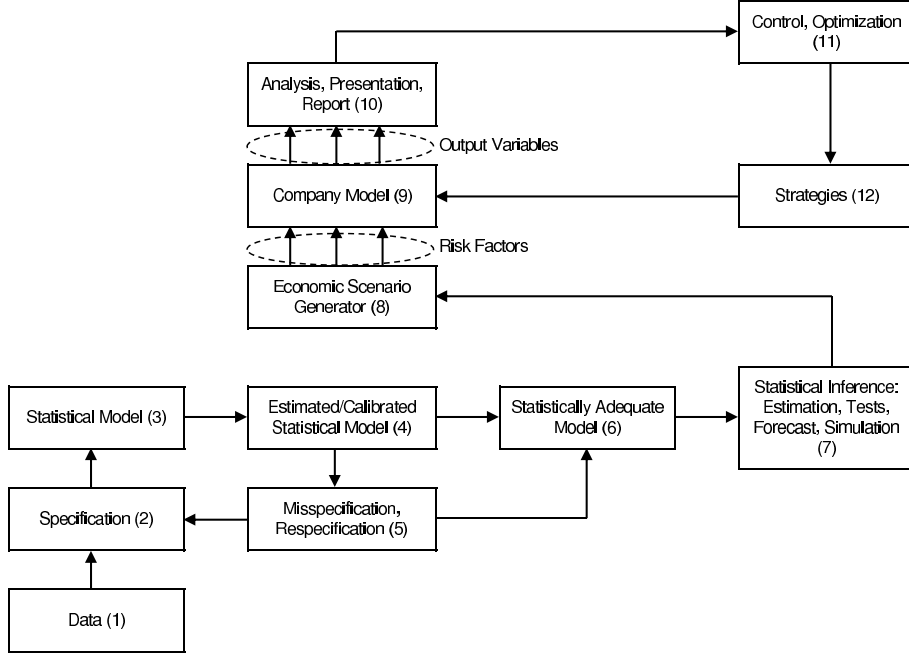 Control, Optimization
(11)
Analysis, Presentation,
Report (10)
Output Variables
Company Model (9)
Strategies (12)
Risk Factors
Economic Scenario
Generator (8)
Statistical Model (3)
Estimated/Calibrated
Statistical Model (4)
Statistically Adequate
Model (6)
Statistical Inference:
Estimation, Tests,
Forecast, Simulation
(7)
Specification (2)
Misspecification,
Respecification (5)
Data (1)